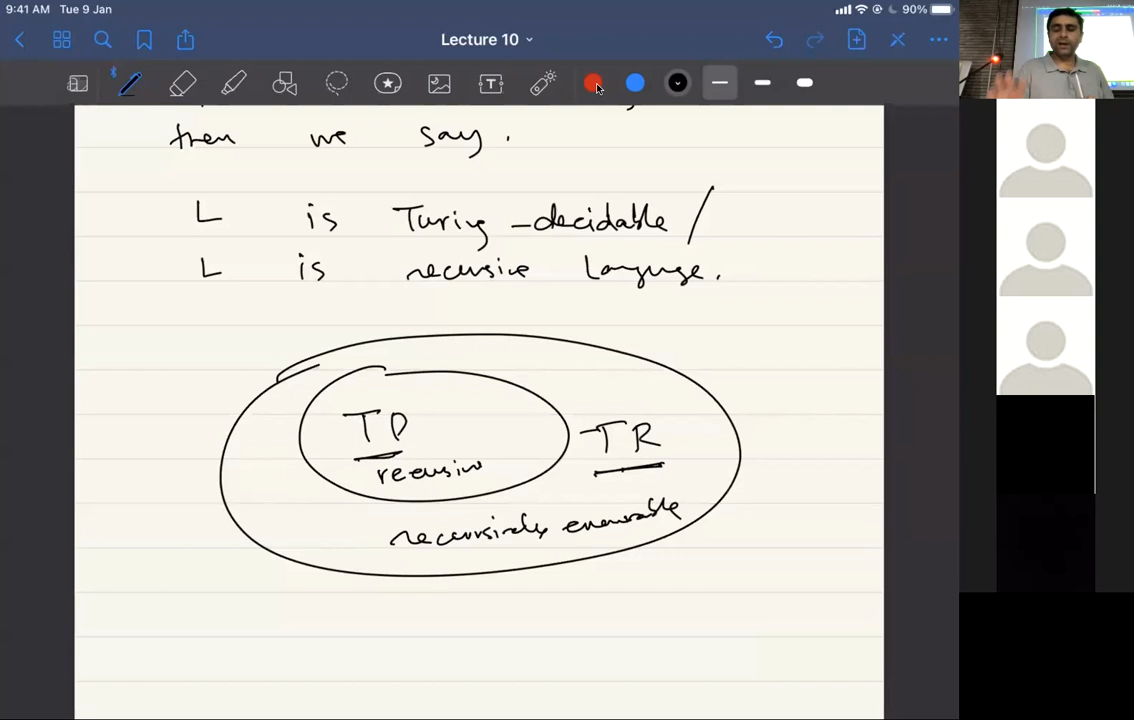 9:41 AM Tue 9 Jan
90%
Lecture 10
T
then we say.
L is Turing-decidable /
L is recursive language.
TD
recursive
TR
recursively enumerable